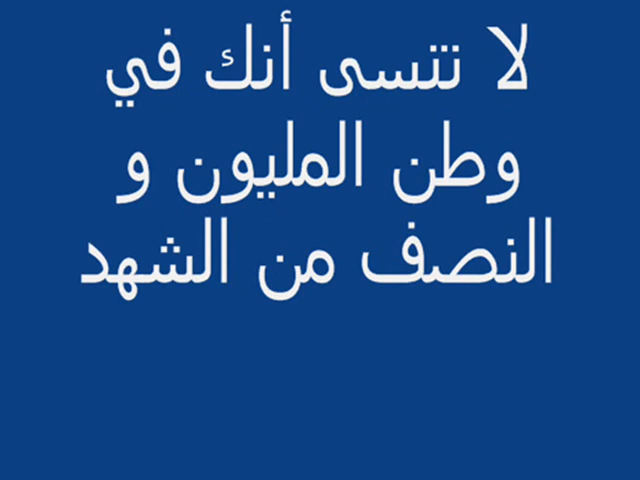 لا تنسى أنك في
وطن المليون و
النصف من الشهد